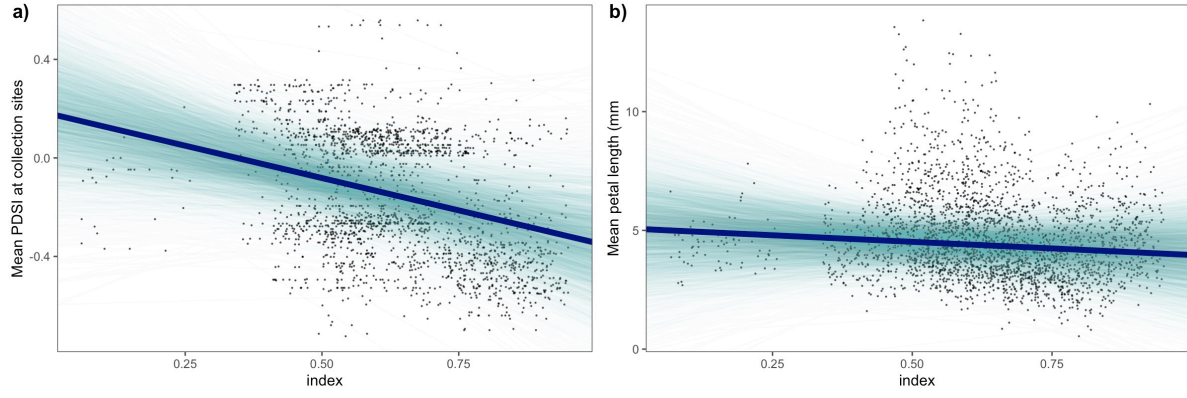 a)
Mean PDSI at collection sites
0.4
0.0
-0.4
0.25
0.50
0.75
index
b)
Mean petal length (mm
10
5
0
0.25
0.50
0.75
index